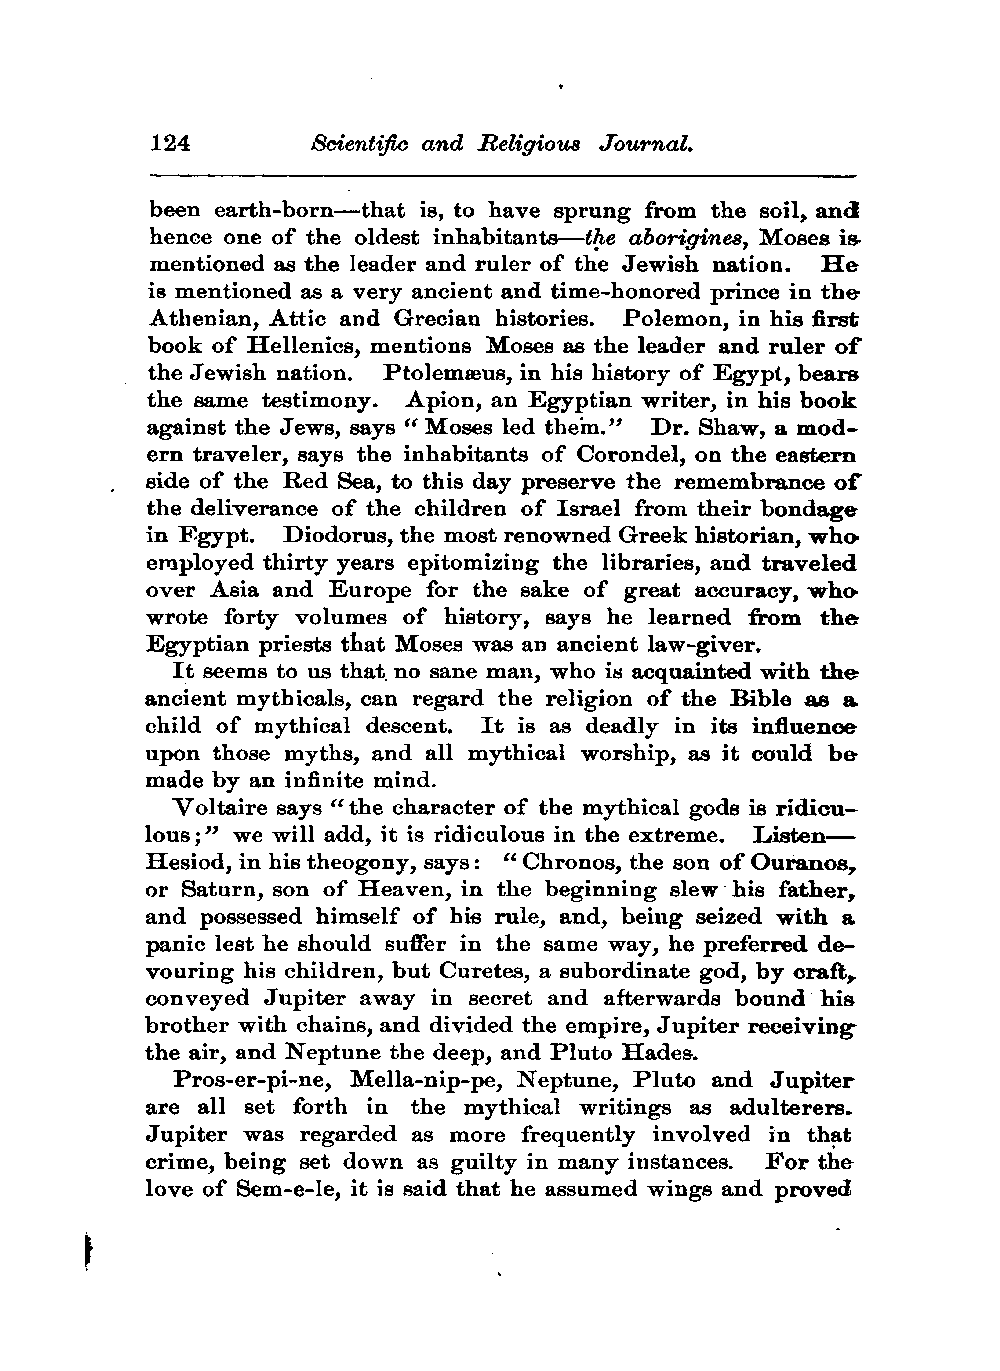 124 Scientific and Religious Journal.
been earth-born—that is, to have sprung from the soil, and
hence one of the oldest inhabitants—the aborigines, Moses is
mentioned as the leader and ruler of the Jewish nation. He
is mentioned as a very ancient and time-honored prince in the
Athenian, Attic and Grecian histories. Polemon, in his first
book of Hellenics, mentions Moses as the leader and ruler of
the Jewish nation. Ptolemæus, in his history of Egypt, bears
the same testimony. Apion, an Egyptian writer, in his book
against the Jews, says “Moses led them.” Dr. Shaw, a mod-
ern traveler, says the inhabitants of Corondel, on the eastern
side of the Red Sea, to this day preserve the remembrance of
the deliverance of the children of Israel from their bondage
in Egypt. Diodorus, the most renowned Greek historian, who
employed thirty years epitomizing the libraries, and traveled
over Asia and Europe for the sake of great accuracy, who
wrote forty volumes of history, says he learned from the
Egyptian priests that Moses was an ancient law-giver.
It seems to us that no sane man, who is acquainted with the
ancient mythicals, can regard the religion of the Bible as a
child of mythical descent. It is as deadly in its influence
upon those myths, and all mythical worship, as it could be
made by an infinite mind.
Voltaire says “the character of the mythical gods is ridicu-
lous;” we will add, it is ridiculous in the extreme. Listen—
Hesiod, in his theogony, says: “Chronos, the son of Ouranos,
or Saturn, son of Heaven, in the beginning slew his father,
and possessed himself of his rule, and, being seized with a
panic lest he should suffer in the same way, he preferred de-
vouring his children, but Curetes, a subordinate god, by craft,
conveyed Jupiter away in secret and afterwards bound his
brother with chains, and divided the empire, Jupiter receiving
the air, and Neptune the deep, and Pluto Hades.
Pros-er-pi-ne, Mella-nip-pe, Neptune, Pluto and Jupiter
are all set forth in the mythical writings as adulterers.
Jupiter was regarded as more frequently involved in that
crime, being set down as guilty in many instances. For the
love of Sem-e-le, it is said that he assumed wings and proved